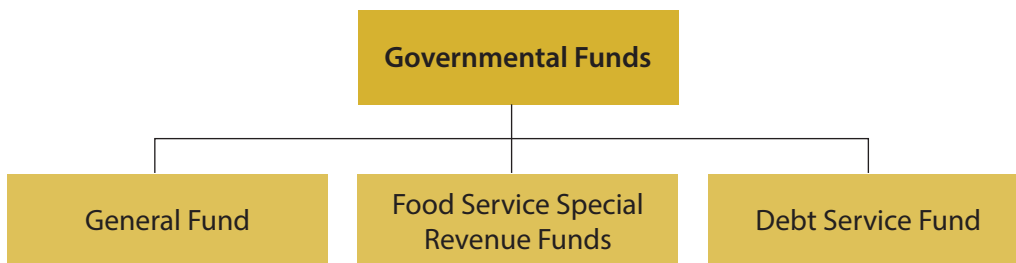 Governmental Funds
General Fund
Food Service Special
Revenue Funds
Debt Service Fund